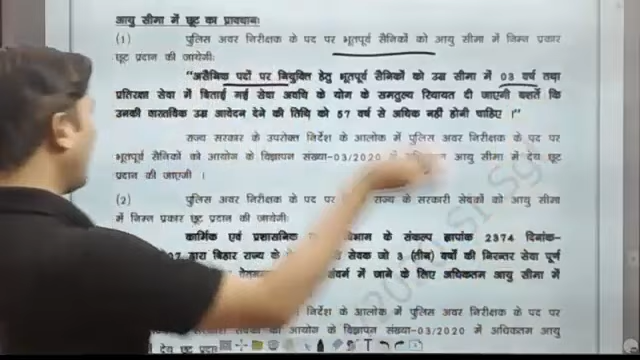 आयु सीमा में छूट का प्रावधानः
(1) पुलिस अवर निरीक्षक के पद पर भूतपूर्व सैनिकों को आयु सीमा में निम्न प्रकार
छूट प्रदान की जायेगीः
"असैनिक पदों पर नियुक्ति हेतु भूतपूर्व सैनिकों को उम्र सीमा में 03 वर्ष तथा
प्रतिरक्षा सेवा में बिताई गई सेवा अवधि के योग के समतुल्य रियायत दी जाएगी बशर्ते कि
उनकी वास्तविक उम्र आवेदन देने की तिथि को 57 वर्ष से अधिक नहीं होनी चाहिए ।"
राज्य सरकार के उपरोक्त निर्देश के आलोक में पुलिस अवर निरीक्षक के पद पर
भूतपूर्व सैनिकों को आयोग के विज्ञापन संख्या-03/2020 में आयु सीमा में देय छूट
प्रदान की जाएगी ।
(2) पुलिस अवर निरीक्षक के पद पर राज्य के सरकारी सेवकों को आयु सीमा
में निम्न प्रकार छूट प्रदान की जायेगीः
कार्मिक एवं प्रशासनिक विभाग के संकल्प ज्ञापांक 2374 दिनांक-
07 द्वारा बिहार राज्य के सेवक जो 3 (तीन) वर्षों की निरन्तर सेवा पूर्ण
संवर्ग में जाने के लिए अधिकतम आयु सीमा में
निर्देश के आलोक में पुलिस अवर निरीक्षक के पद पर
को आयोग के विज्ञापन संख्या-03/2020 में अधिकतम आयु
देय छूट